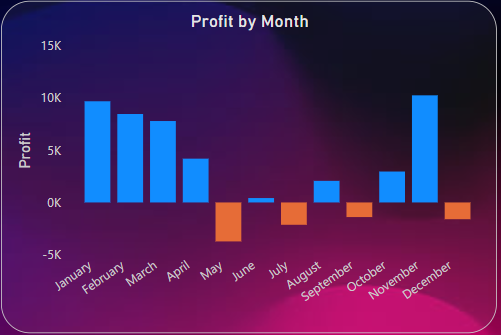 Profit by Month
15K
10K
5K
0K
-5K
Profit
January
February
March
April
May
June
July
August
September
October
November
December